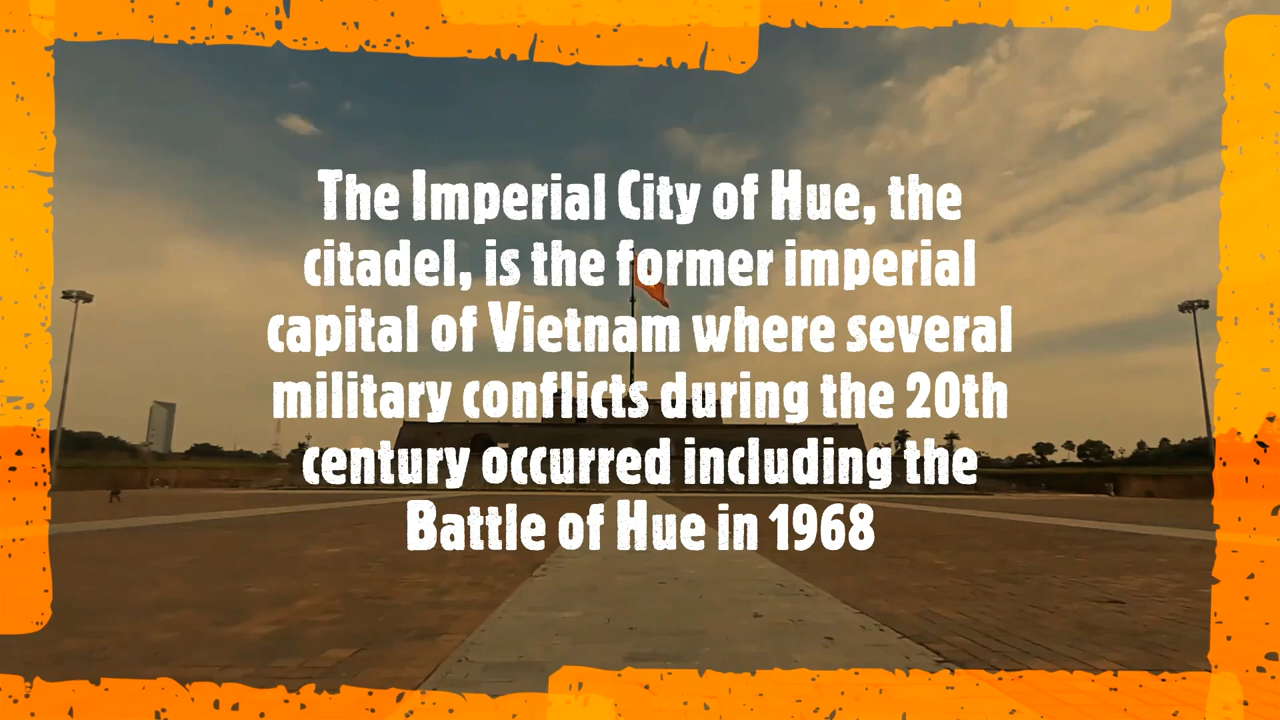 The Imperial City of Hue, the
citadel, is the former imperial
capital of Vietnam where several
military conflicts during the 20th
century occurred including the
Battle of Hue in 1968